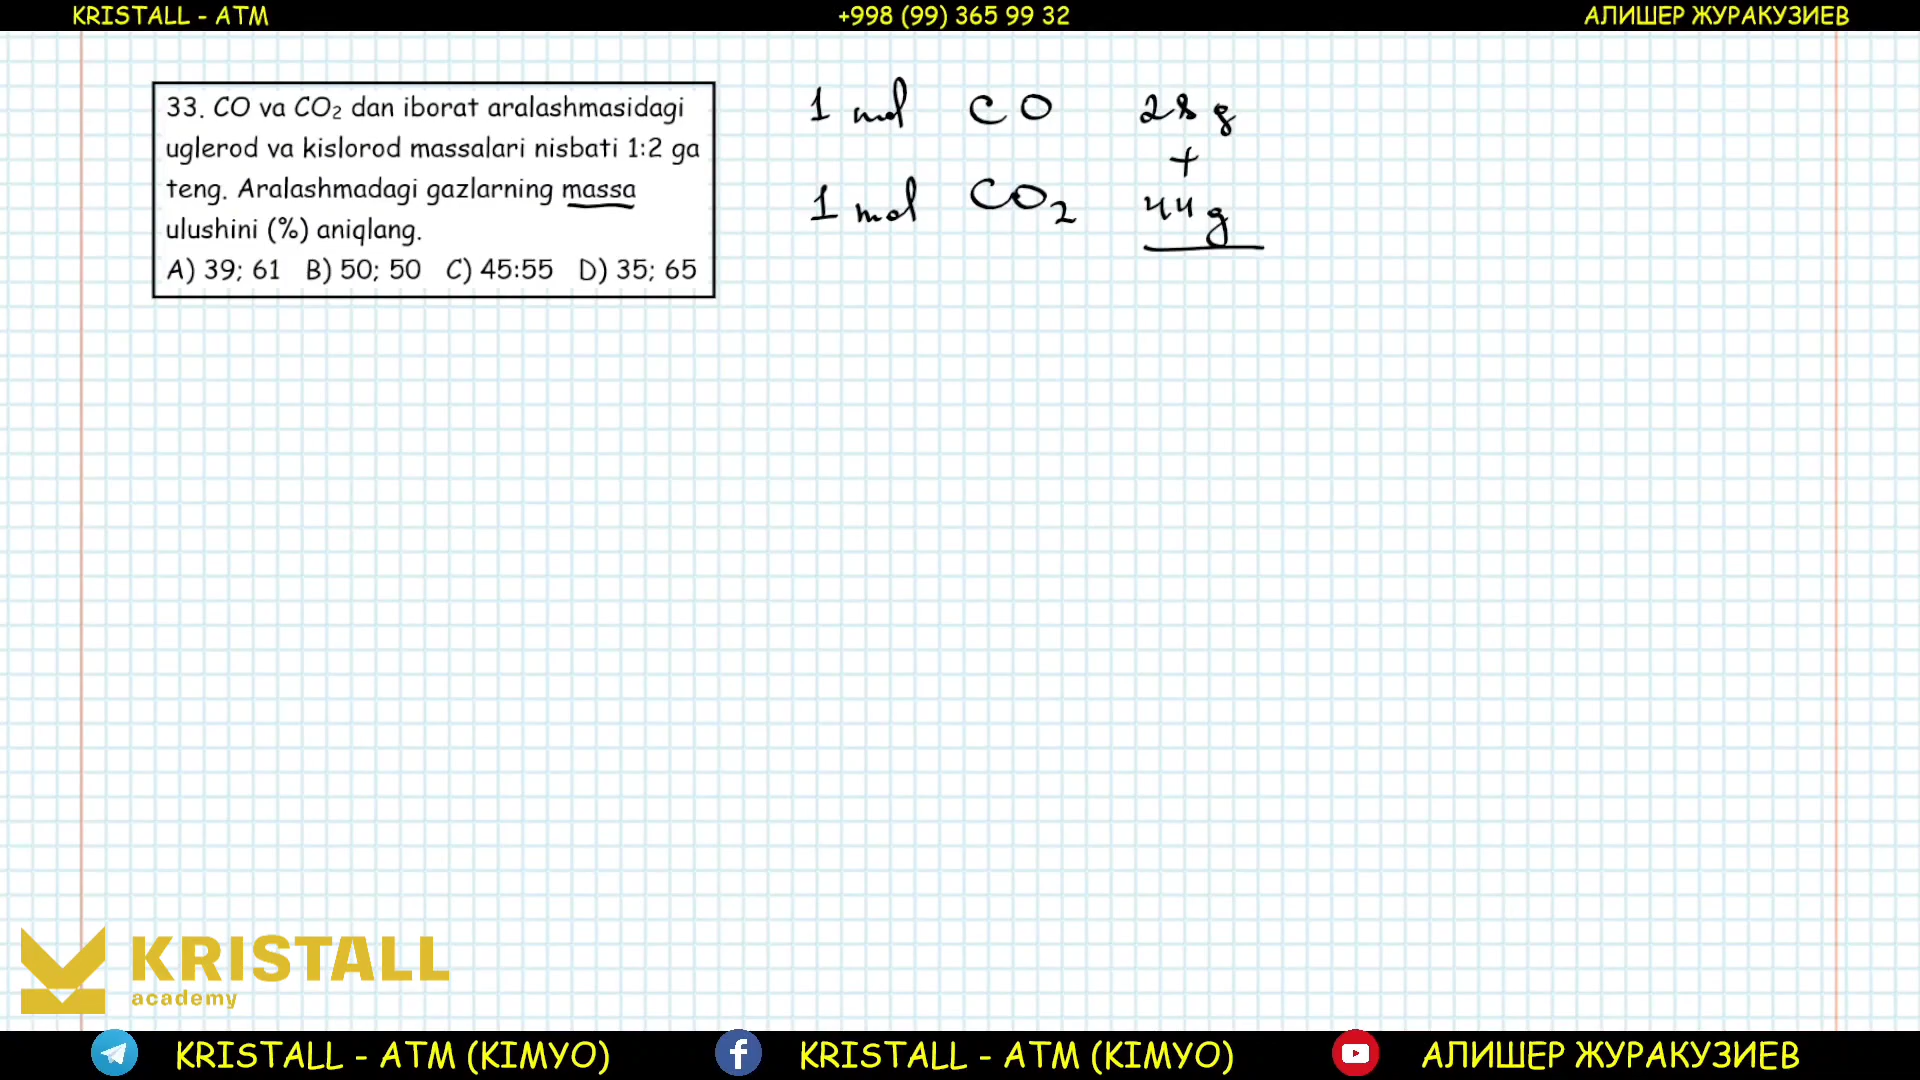 KRISTALL - ATM
+998 (99) 365 99 32
АЛИШЕР ЖУРАКУЗИЕВ
33. CO va CO₂ dan iborat aralashmasidagi
uglerod va kislorod massalari nisbati 1:2 ga
teng. Aralashmadagi gazlarning massa
ulushini (%) aniqlang.
A) 39; 61 B) 50; 50 C) 45:55 D) 35; 65
1 mol CO 28 g
+
1 mol CO₂ 44 g
KRISTALL
academy
KRISTALL - ATM (KIMYO)
KRISTALL - ATM (KIMYO)
АЛИШЕР ЖУРАКУЗИЕВ